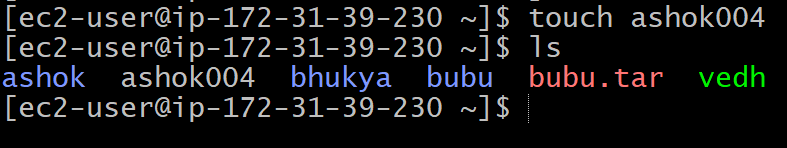 [ec2-user@ip-172-31-39-230 ~]$ touch ashok004
[ec2-user@ip-172-31-39-230 ~]$ ls
ashok  ashok004  bhukya  bubu  bubu.tar  vedh
[ec2-user@ip-172-31-39-230 ~]$